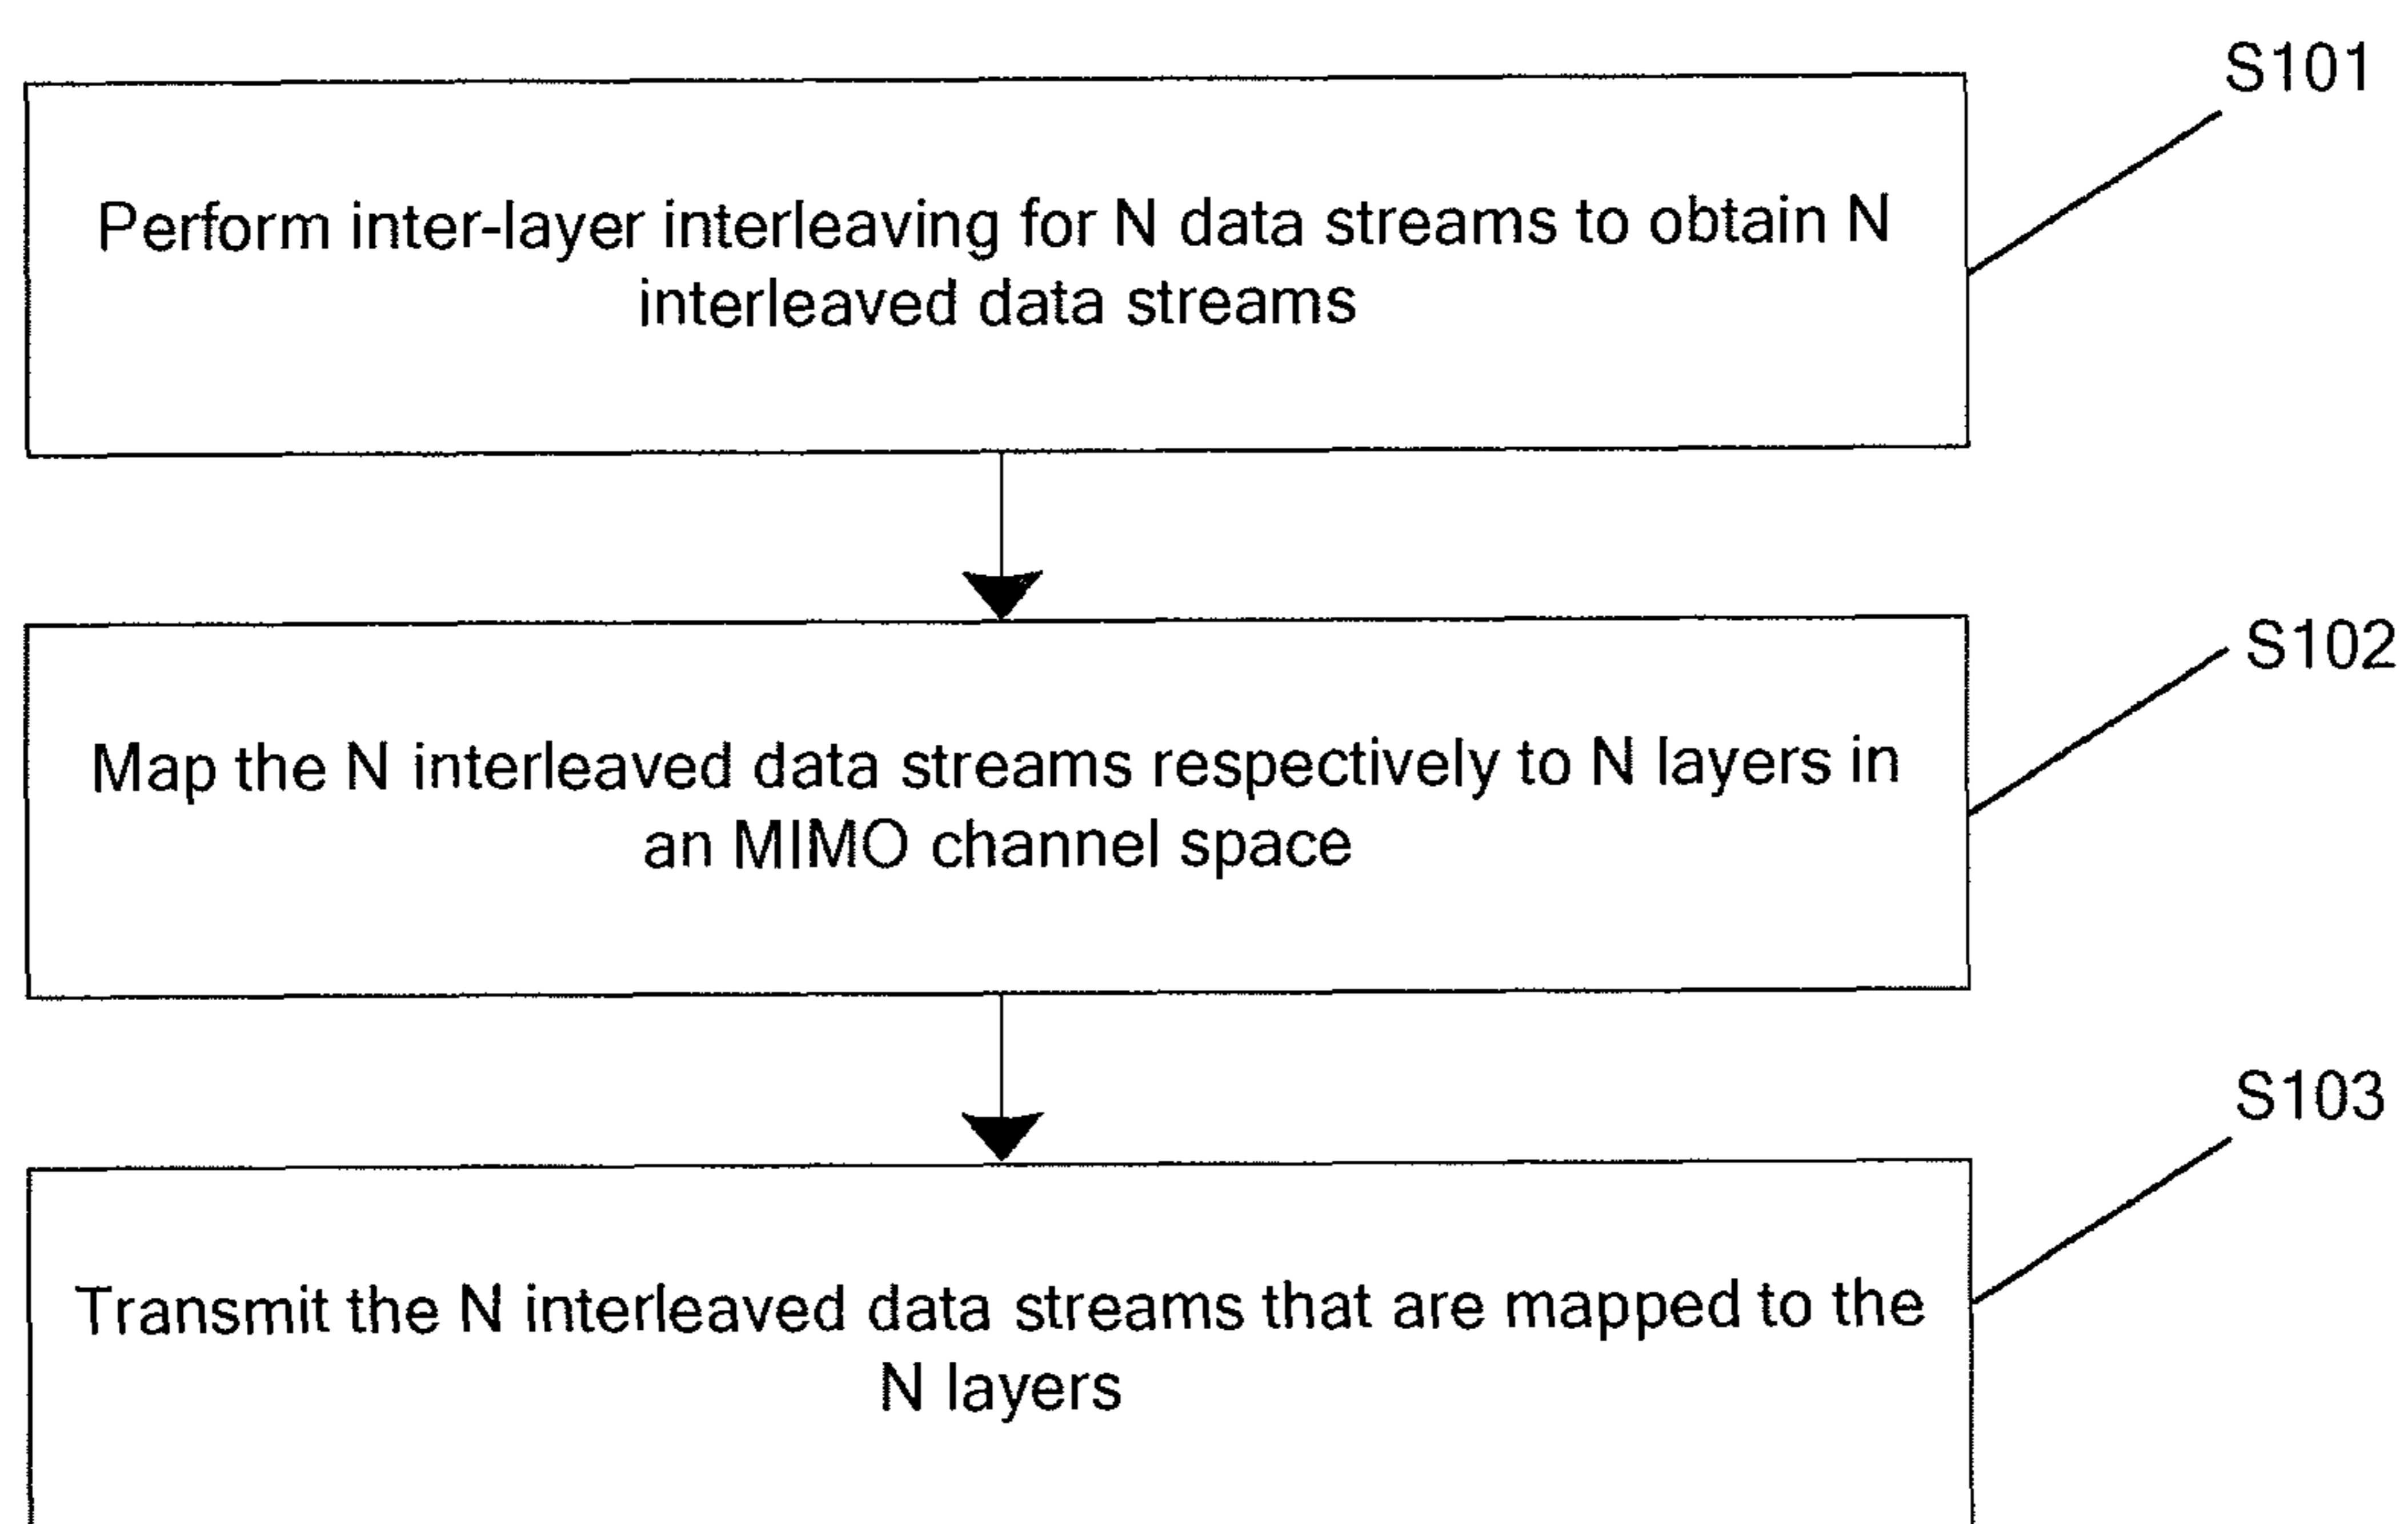 S101
Perform inter-layer interleaving for N data streams to obtain N
interleaved data streams
S102
Map the N interleaved data streams respectively to N layers in
an MIMO channel space
S103
Transmit the N interleaved data streams that are mapped to the
N layers